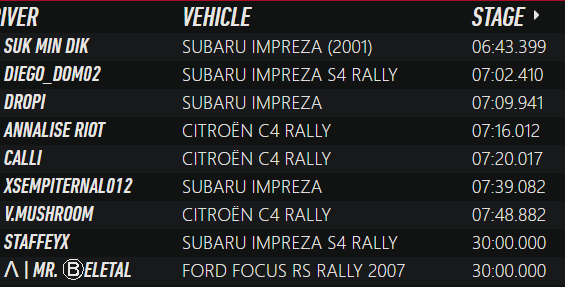 IVER VEHICLE STAGE
SUK MIN DIK SUBARU IMPREZA (2001) 06:43.399
DIEGO_DOM02 SUBARU IMPREZA S4 RALLY 07:02.410
DROPI SUBARU IMPREZA 07:09.941
ANNALISE RIOT CITROËN C4 RALLY 07:16.012
CALLI CITROËN C4 RALLY 07:20.017
XSEMPITERNAL012 SUBARU IMPREZA 07:39.082
V.MUSHROOM CITROËN C4 RALLY 07:48.882
STAFFEYX SUBARU IMPREZA S4 RALLY 30:00.000
Λ | MR. ⒷELETAL FORD FOCUS RS RALLY 2007 30:00.000